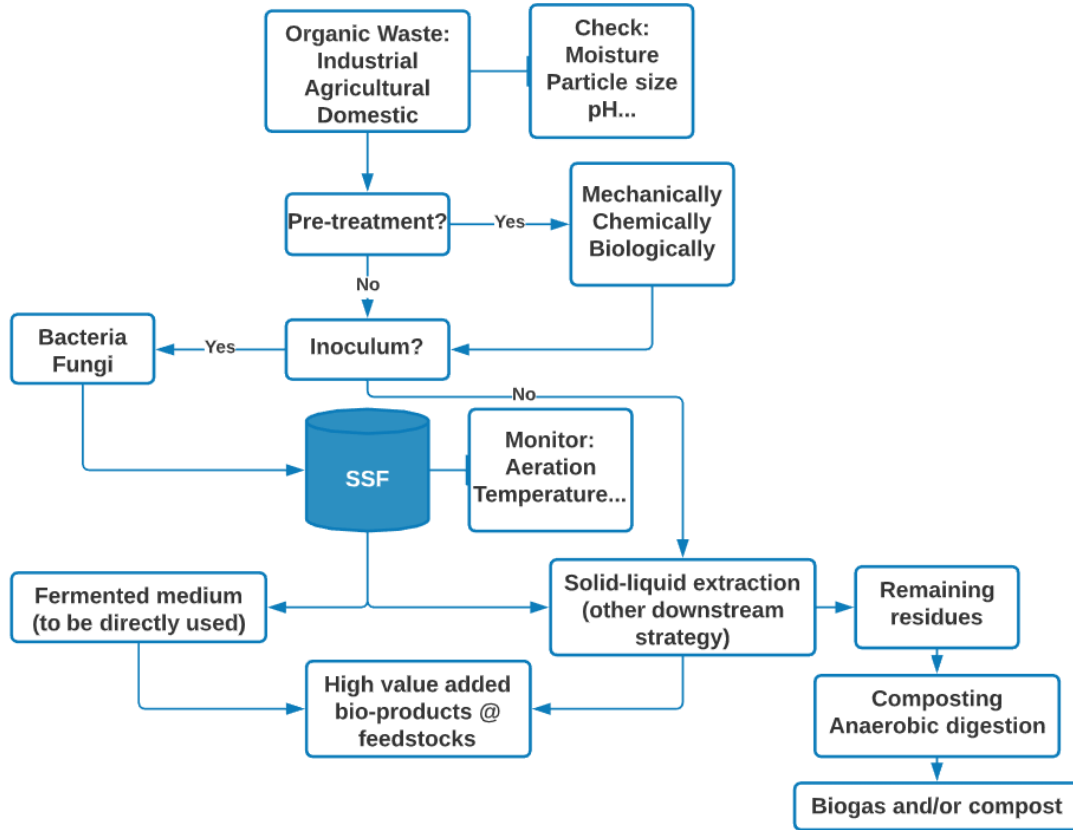 Organic Waste:
Industrial
Agricultural
Domestic
Check:
Moisture
Particle size
pH...
Pre-treatment?
Yes
Mechanically
Chemically
Biologically
No
Bacteria
Fungi
Yes
Inoculum?
No
SSF
Monitor:
Aeration
Temperature...
Fermented medium
(to be directly used)
Solid-liquid extraction
(other downstream
strategy)
Remaining
residues
High value added
bio-products @
feedstocks
Composting
Anaerobic digestion
Biogas and/or compost